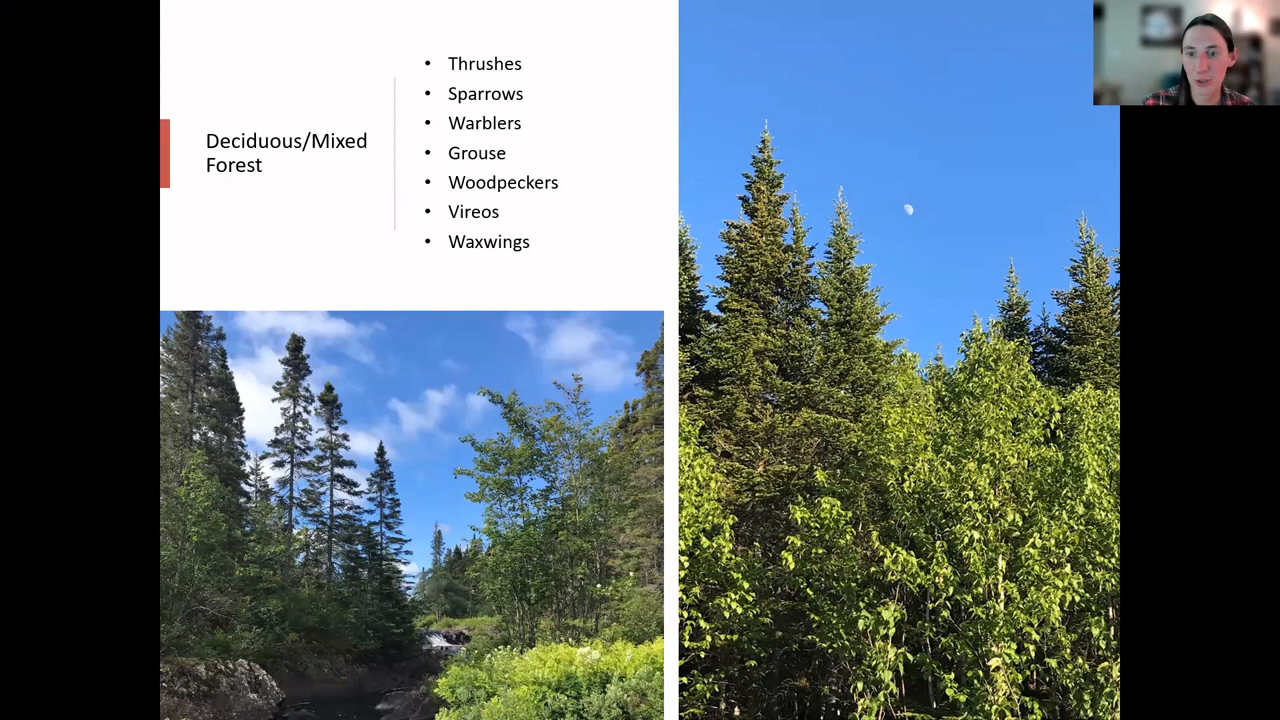 Deciduous/Mixed
Forest
• Thrushes
• Sparrows
• Warblers
• Grouse
• Woodpeckers
• Vireos
• Waxwings